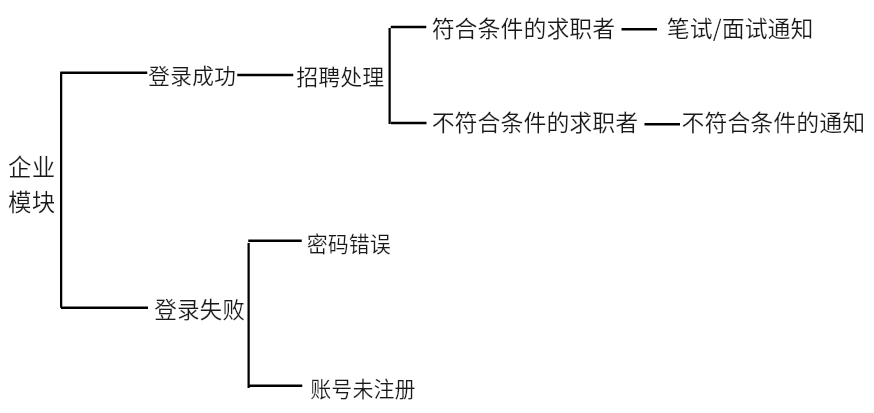 企业
模块
登录成功
招聘处理
符合条件的求职者
笔试/面试通知
不符合条件的求职者
不符合条件的通知
登录失败
密码错误
账号未注册